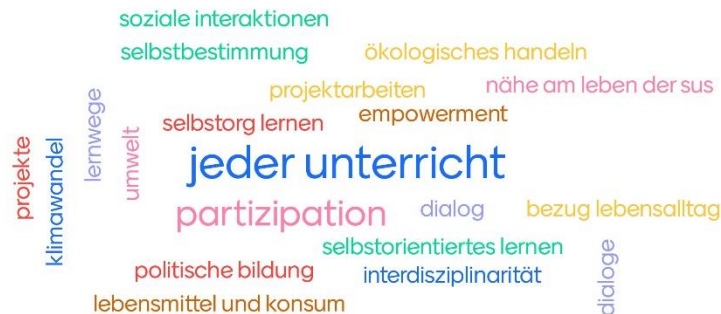 soziale interaktionen
selbstbestimmung
ökologisches handeln
projektarbeiten
nähe am leben der sus
empowerment
selbstorg lernen
projekte
klimawandel
lernwege
umwelt
jeder unterricht
partizipation
dialog
bezug lebensalltag
selbstorientiertes lernen
politische bildung
interdisziplinarität
dialoge
lebensmittel und konsum